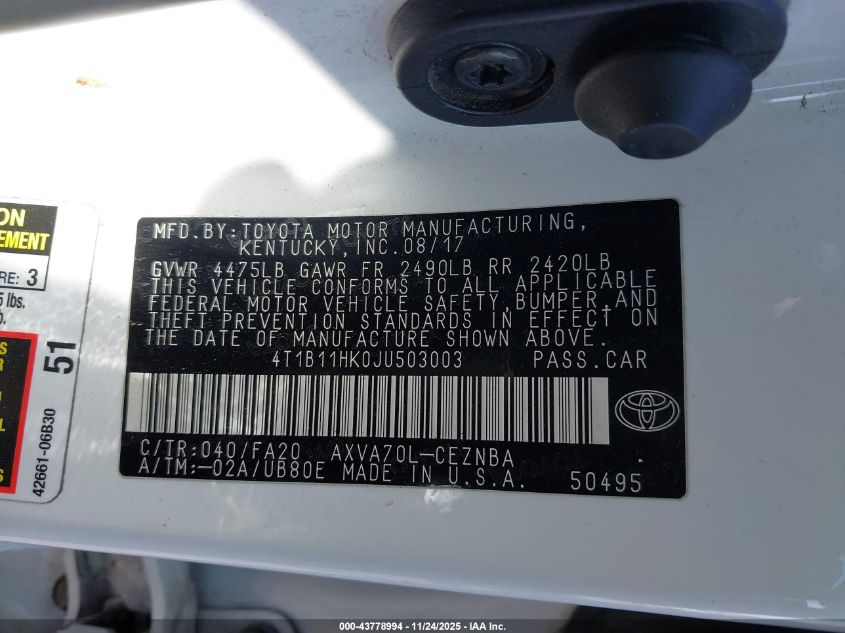 MFD.BY:TOYOTA MOTOR MANUFACTURING,
KENTUCKY, INC. 08/17
GVWR 4475LB GAWR FR 2490LB RR 2420LB
THIS VEHICLE CONFORMS TO ALL APPLICABLE
FEDERAL MOTOR VEHICLE SAFETY, BUMPER, AND
THEFT PREVENTION STANDARDS IN EFFECT ON
THE DATE OF MANUFACTURE SHOWN ABOVE.
4T1B11HK0JU503003 PASS.CAR
C/TR:040/FA20 AXVA70L-CEZNBA
A/TM:-02A/UB80E MADE IN U.S.A. 50495
ON
EMENT
RE: 3
5 lbs.
b.
51
42661-06B30
000-43778994 - 11/24/2025 - IAA Inc.